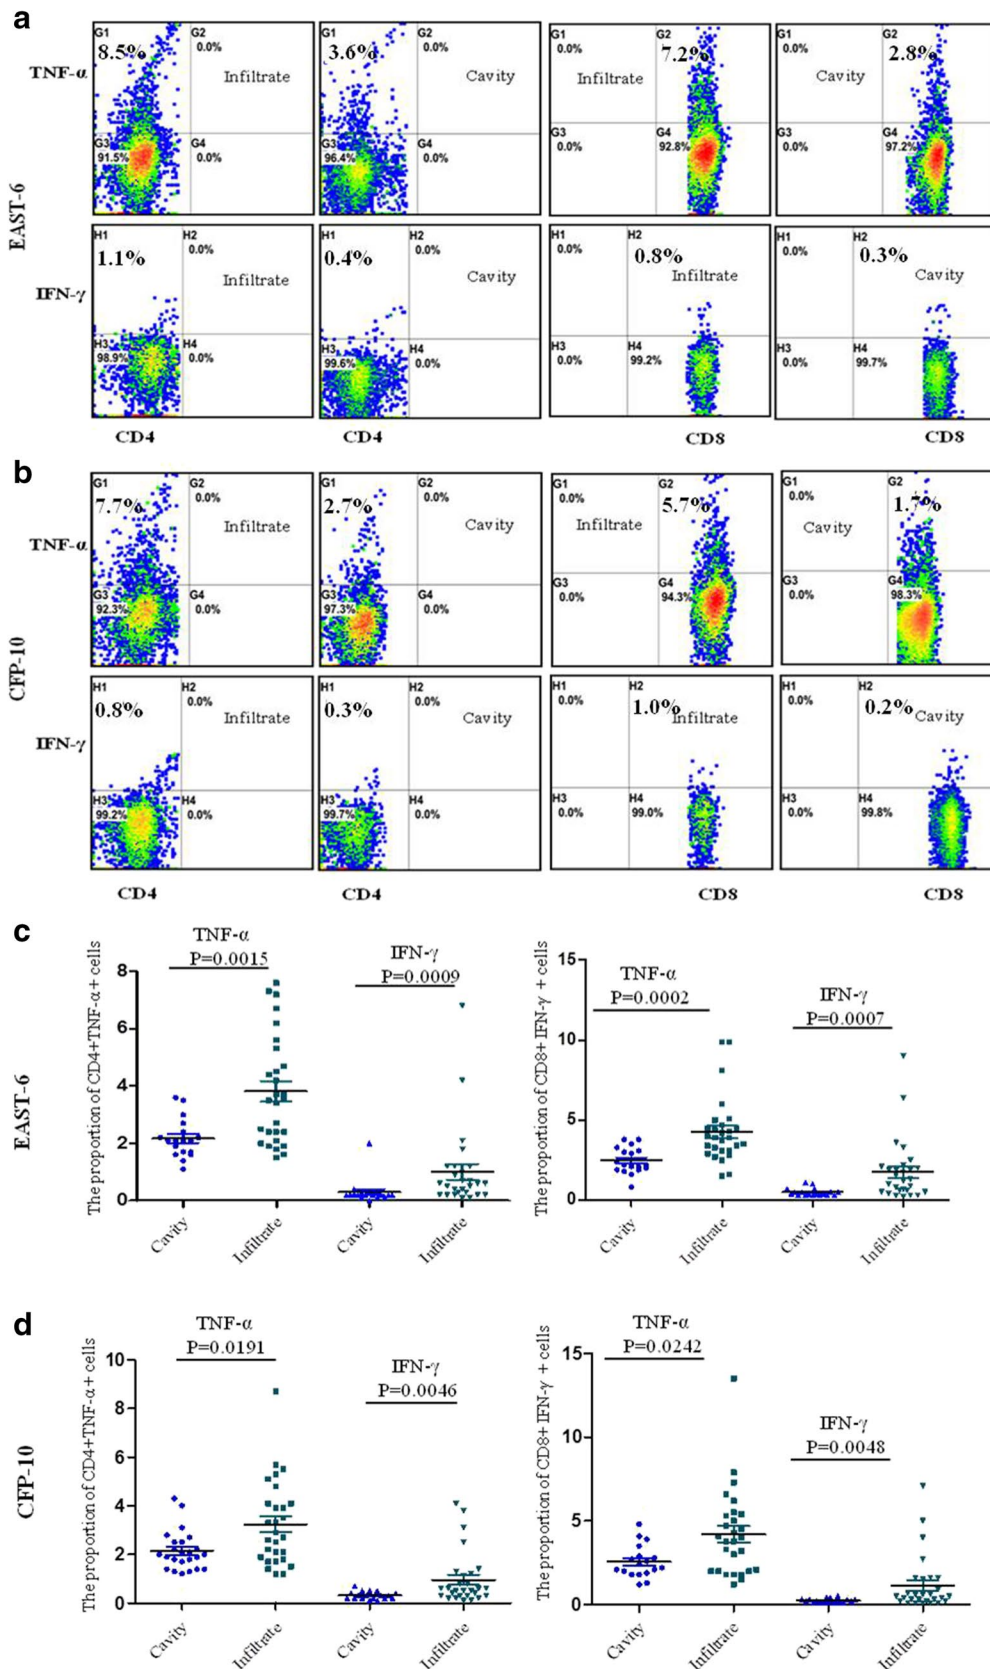 a
G1
8.5%
G2
0.0%
Infiltrate
G3
91.5%
G4
0.0%
G1
3.6%
G2
0.0%
Cavity
G3
96.4%
G4
0.0%
G1
0.0%
G2
7.2%
Infiltrate
G3
0.0%
G4
92.8%
G1
0.0%
G2
2.8%
Cavity
G3
0.0%
G4
97.2%
TNF-α
EAST-6
IFN-γ
H1
1.1%
H2
0.0%
Infiltrate
H3
98.9%
H4
0.0%
H1
0.4%
H2
0.0%
Cavity
H3
99.6%
H4
0.0%
H1
0.0%
H2
0.8%
Infiltrate
H3
0.0%
H4
99.2%
H1
0.0%
H2
0.3%
Cavity
H3
0.0%
H4
99.7%
CD4
CD4
CD8
CD8
b
G1
7.7%
G2
0.0%
Infiltrate
G3
92.3%
G4
0.0%
G1
2.7%
G2
0.0%
Cavity
G3
97.3%
G4
0.0%
G1
0.0%
G2
5.7%
Infiltrate
G3
0.0%
G4
94.3%
G1
0.0%
G2
1.7%
Cavity
G3
0.0%
G4
98.3%
TNF-α
CFP-10
IFN-γ
H1
0.8%
H2
0.0%
Infiltrate
H3
99.2%
H4
0.0%
H1
0.3%
H2
0.0%
Cavity
H3
99.7%
H4
0.0%
H1
0.0%
H2
1.0%
Infiltrate
H3
0.0%
H4
99.0%
H1
0.0%
H2
0.2%
Cavity
H3
0.0%
H4
99.8%
CD4
CD4
CD8
CD8
c
EAST-6
The proportion of CD4+TNF-α + cells
8
6
4
2
0
TNF-α
P=0.0015
IFN-γ
P=0.0009
Cavity
Infiltrate
Cavity
Infiltrate
The proportion of CD8+ IFN-γ + cells
15
10
5
0
TNF-α
P=0.0002
IFN-γ
P=0.0007
Cavity
Infiltrate
Cavity
Infiltrate
d
CFP-10
The proportion of CD4+TNF-α + cells
10
8
6
4
2
0
TNF-α
P=0.0191
IFN-γ
P=0.0046
Cavity
Infiltrate
Cavity
Infiltrate
The proportion of CD8+ IFN-γ + cells
15
10
5
0
TNF-α
P=0.0242
IFN-γ
P=0.0048
Cavity
Infiltrate
Cavity
Infiltrate